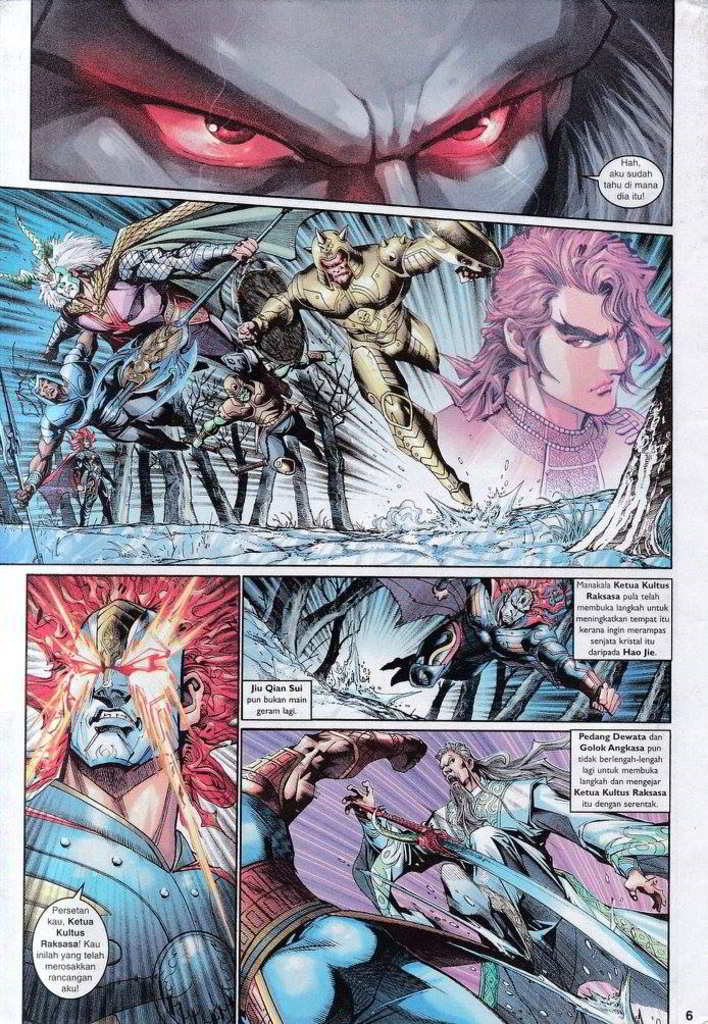 Hah,
aku sudah
tahu di mana
dia itu!
Manakala Ketua Kultus
Raksasa pula telah
membuka langkah untuk
meningkatkan tempat itu
kerana ingin merampas
senjata kristal itu
daripada Hao Jie.
Jiu Qian Sui
pun bukan main
geram lagi.
Pedang Dewata dan
Golok Angkasa pun
tidak berlengah-lengah
lagi untuk membuka
langkah dan mengejar
Ketua Kultus Raksasa
itu dengan serentak.
Persetan
kau, Ketua
Kultus
Raksasa! Kau
inilah yang telah
merosakkan
rancangan
aku!
6